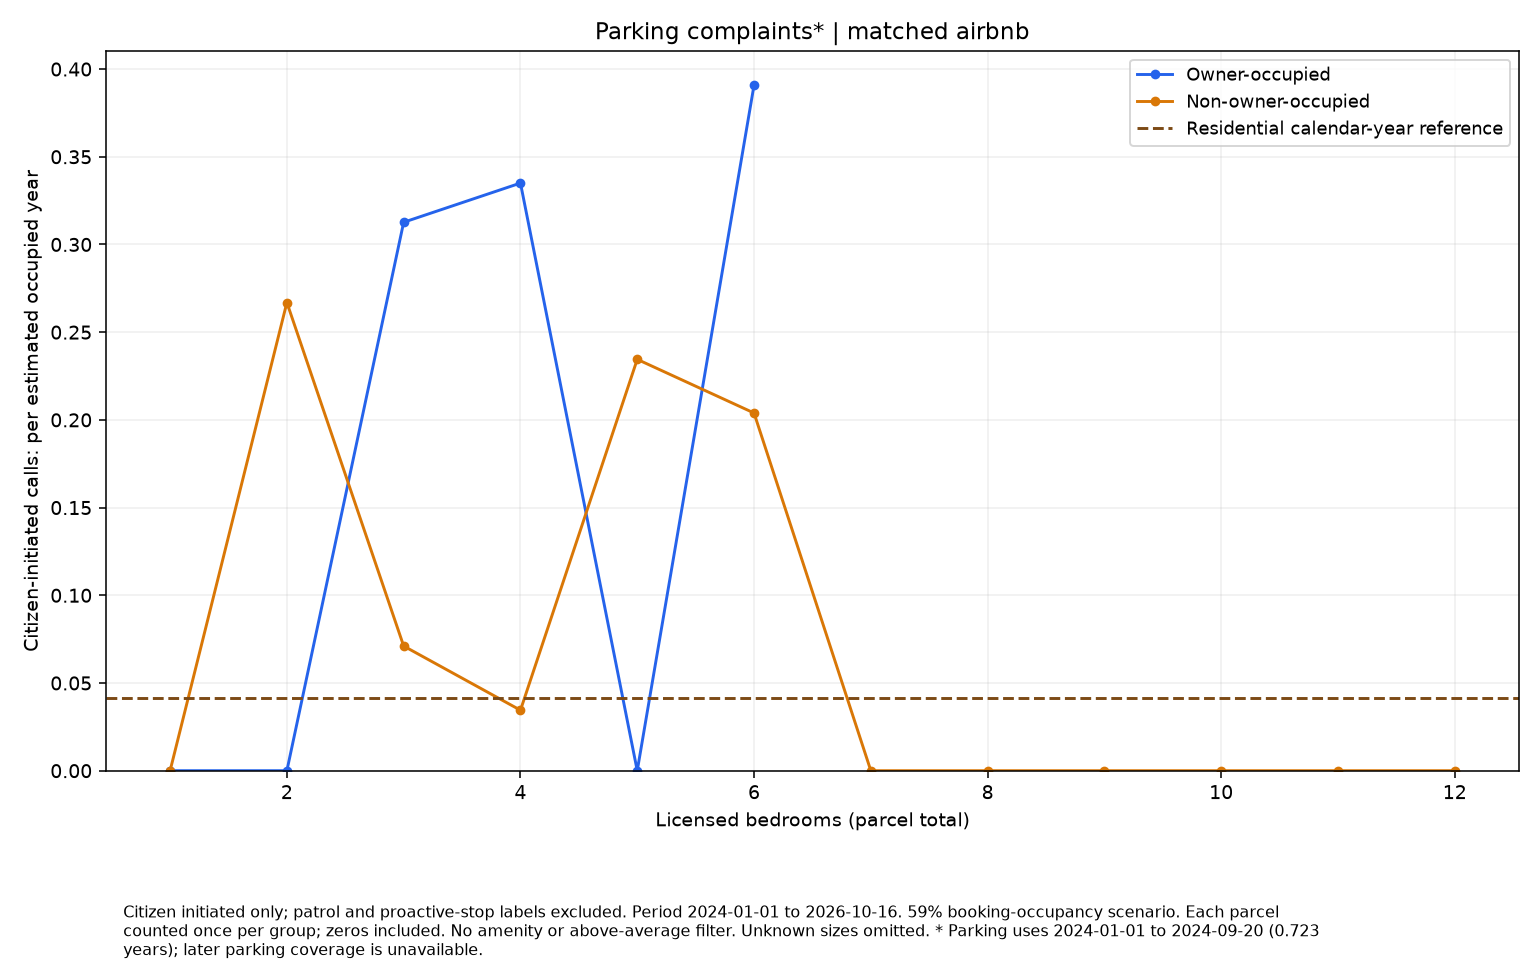 Parking complaints* | matched airbnb
Citizen-initiated calls: per estimated occupied year
0.40
0.35
0.30
0.25
0.20
0.15
0.10
0.05
0.00
Owner-occupied
Non-owner-occupied
Residential calendar-year reference
2 4 6 8 10 12
Licensed bedrooms (parcel total)
Citizen initiated only; patrol and proactive-stop labels excluded. Period 2024-01-01 to 2026-10-16. 59% booking-occupancy scenario. Each parcel
counted once per group; zeros included. No amenity or above-average filter. Unknown sizes omitted. * Parking uses 2024-01-01 to 2024-09-20 (0.723
years); later parking coverage is unavailable.